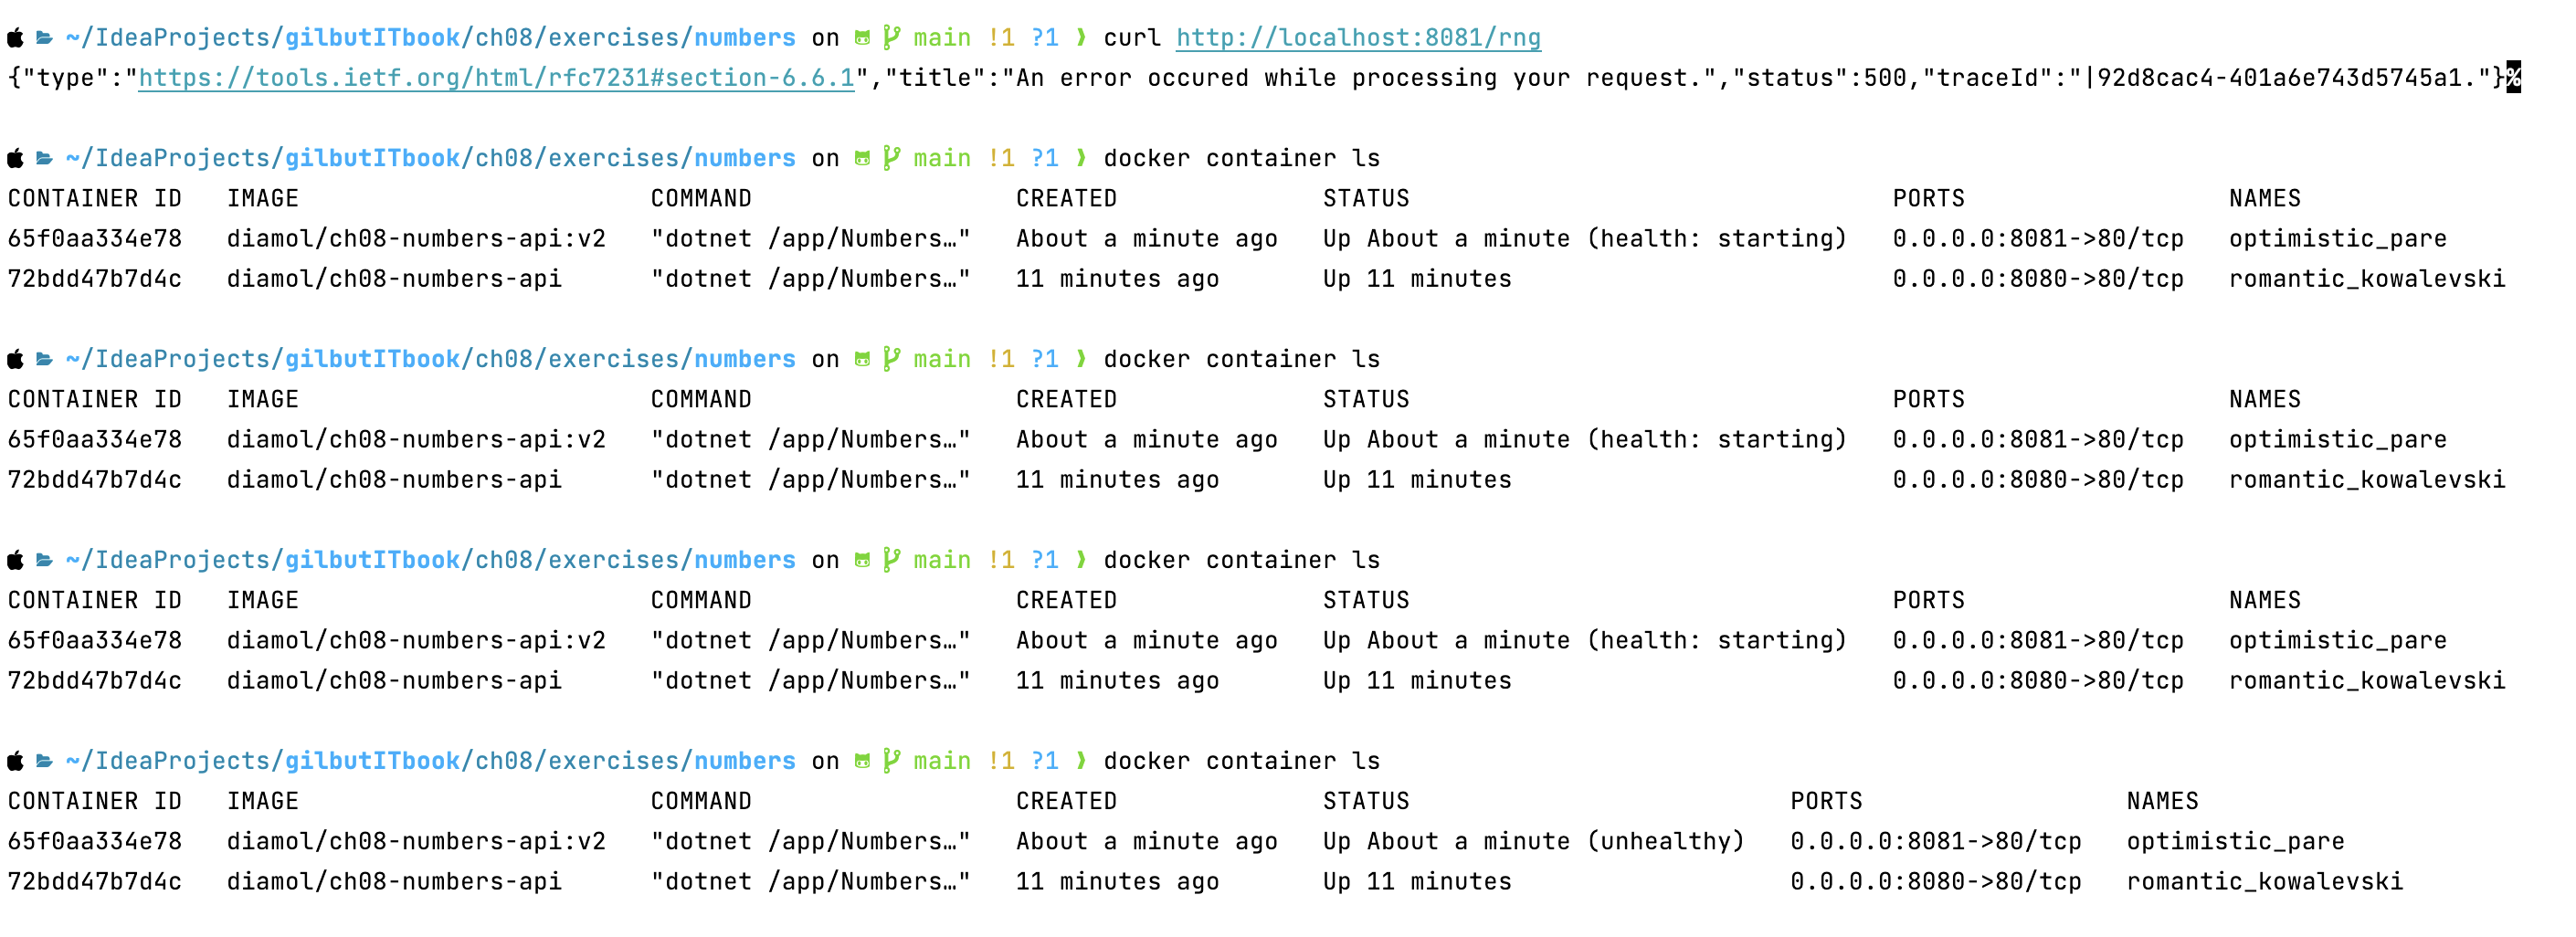 ~/IdeaProjects/gilbutITbook/ch08/exercises/numbers on main !1 ?1 ❯ curl http://localhost:8081/rng
{"type":"https://tools.ietf.org/html/rfc7231#section-6.6.1","title":"An error occured while processing your request.","status":500,"traceId":"|92d8cac4-401a6e743d5745a1."}%
~/IdeaProjects/gilbutITbook/ch08/exercises/numbers on main !1 ?1 ❯ docker container ls
CONTAINER ID   IMAGE                      COMMAND                CREATED              STATUS                                 PORTS                  NAMES
65f0aa334e78   diamol/ch08-numbers-api:v2   "dotnet /app/Numbers…"   About a minute ago   Up About a minute (health: starting)   0.0.0.0:8081->80/tcp   optimistic_pare
72bdd47b7d4c   diamol/ch08-numbers-api      "dotnet /app/Numbers…"   11 minutes ago       Up 11 minutes                          0.0.0.0:8080->80/tcp   romantic_kowalevski
~/IdeaProjects/gilbutITbook/ch08/exercises/numbers on main !1 ?1 ❯ docker container ls
CONTAINER ID   IMAGE                      COMMAND                CREATED              STATUS                                 PORTS                  NAMES
65f0aa334e78   diamol/ch08-numbers-api:v2   "dotnet /app/Numbers…"   About a minute ago   Up About a minute (health: starting)   0.0.0.0:8081->80/tcp   optimistic_pare
72bdd47b7d4c   diamol/ch08-numbers-api      "dotnet /app/Numbers…"   11 minutes ago       Up 11 minutes                          0.0.0.0:8080->80/tcp   romantic_kowalevski
~/IdeaProjects/gilbutITbook/ch08/exercises/numbers on main !1 ?1 ❯ docker container ls
CONTAINER ID   IMAGE                      COMMAND                CREATED              STATUS                                 PORTS                  NAMES
65f0aa334e78   diamol/ch08-numbers-api:v2   "dotnet /app/Numbers…"   About a minute ago   Up About a minute (health: starting)   0.0.0.0:8081->80/tcp   optimistic_pare
72bdd47b7d4c   diamol/ch08-numbers-api      "dotnet /app/Numbers…"   11 minutes ago       Up 11 minutes                          0.0.0.0:8080->80/tcp   romantic_kowalevski
~/IdeaProjects/gilbutITbook/ch08/exercises/numbers on main !1 ?1 ❯ docker container ls
CONTAINER ID   IMAGE                      COMMAND                CREATED              STATUS                          PORTS                  NAMES
65f0aa334e78   diamol/ch08-numbers-api:v2   "dotnet /app/Numbers…"   About a minute ago   Up About a minute (unhealthy)   0.0.0.0:8081->80/tcp   optimistic_pare
72bdd47b7d4c   diamol/ch08-numbers-api      "dotnet /app/Numbers…"   11 minutes ago       Up 11 minutes                   0.0.0.0:8080->80/tcp   romantic_kowalevski